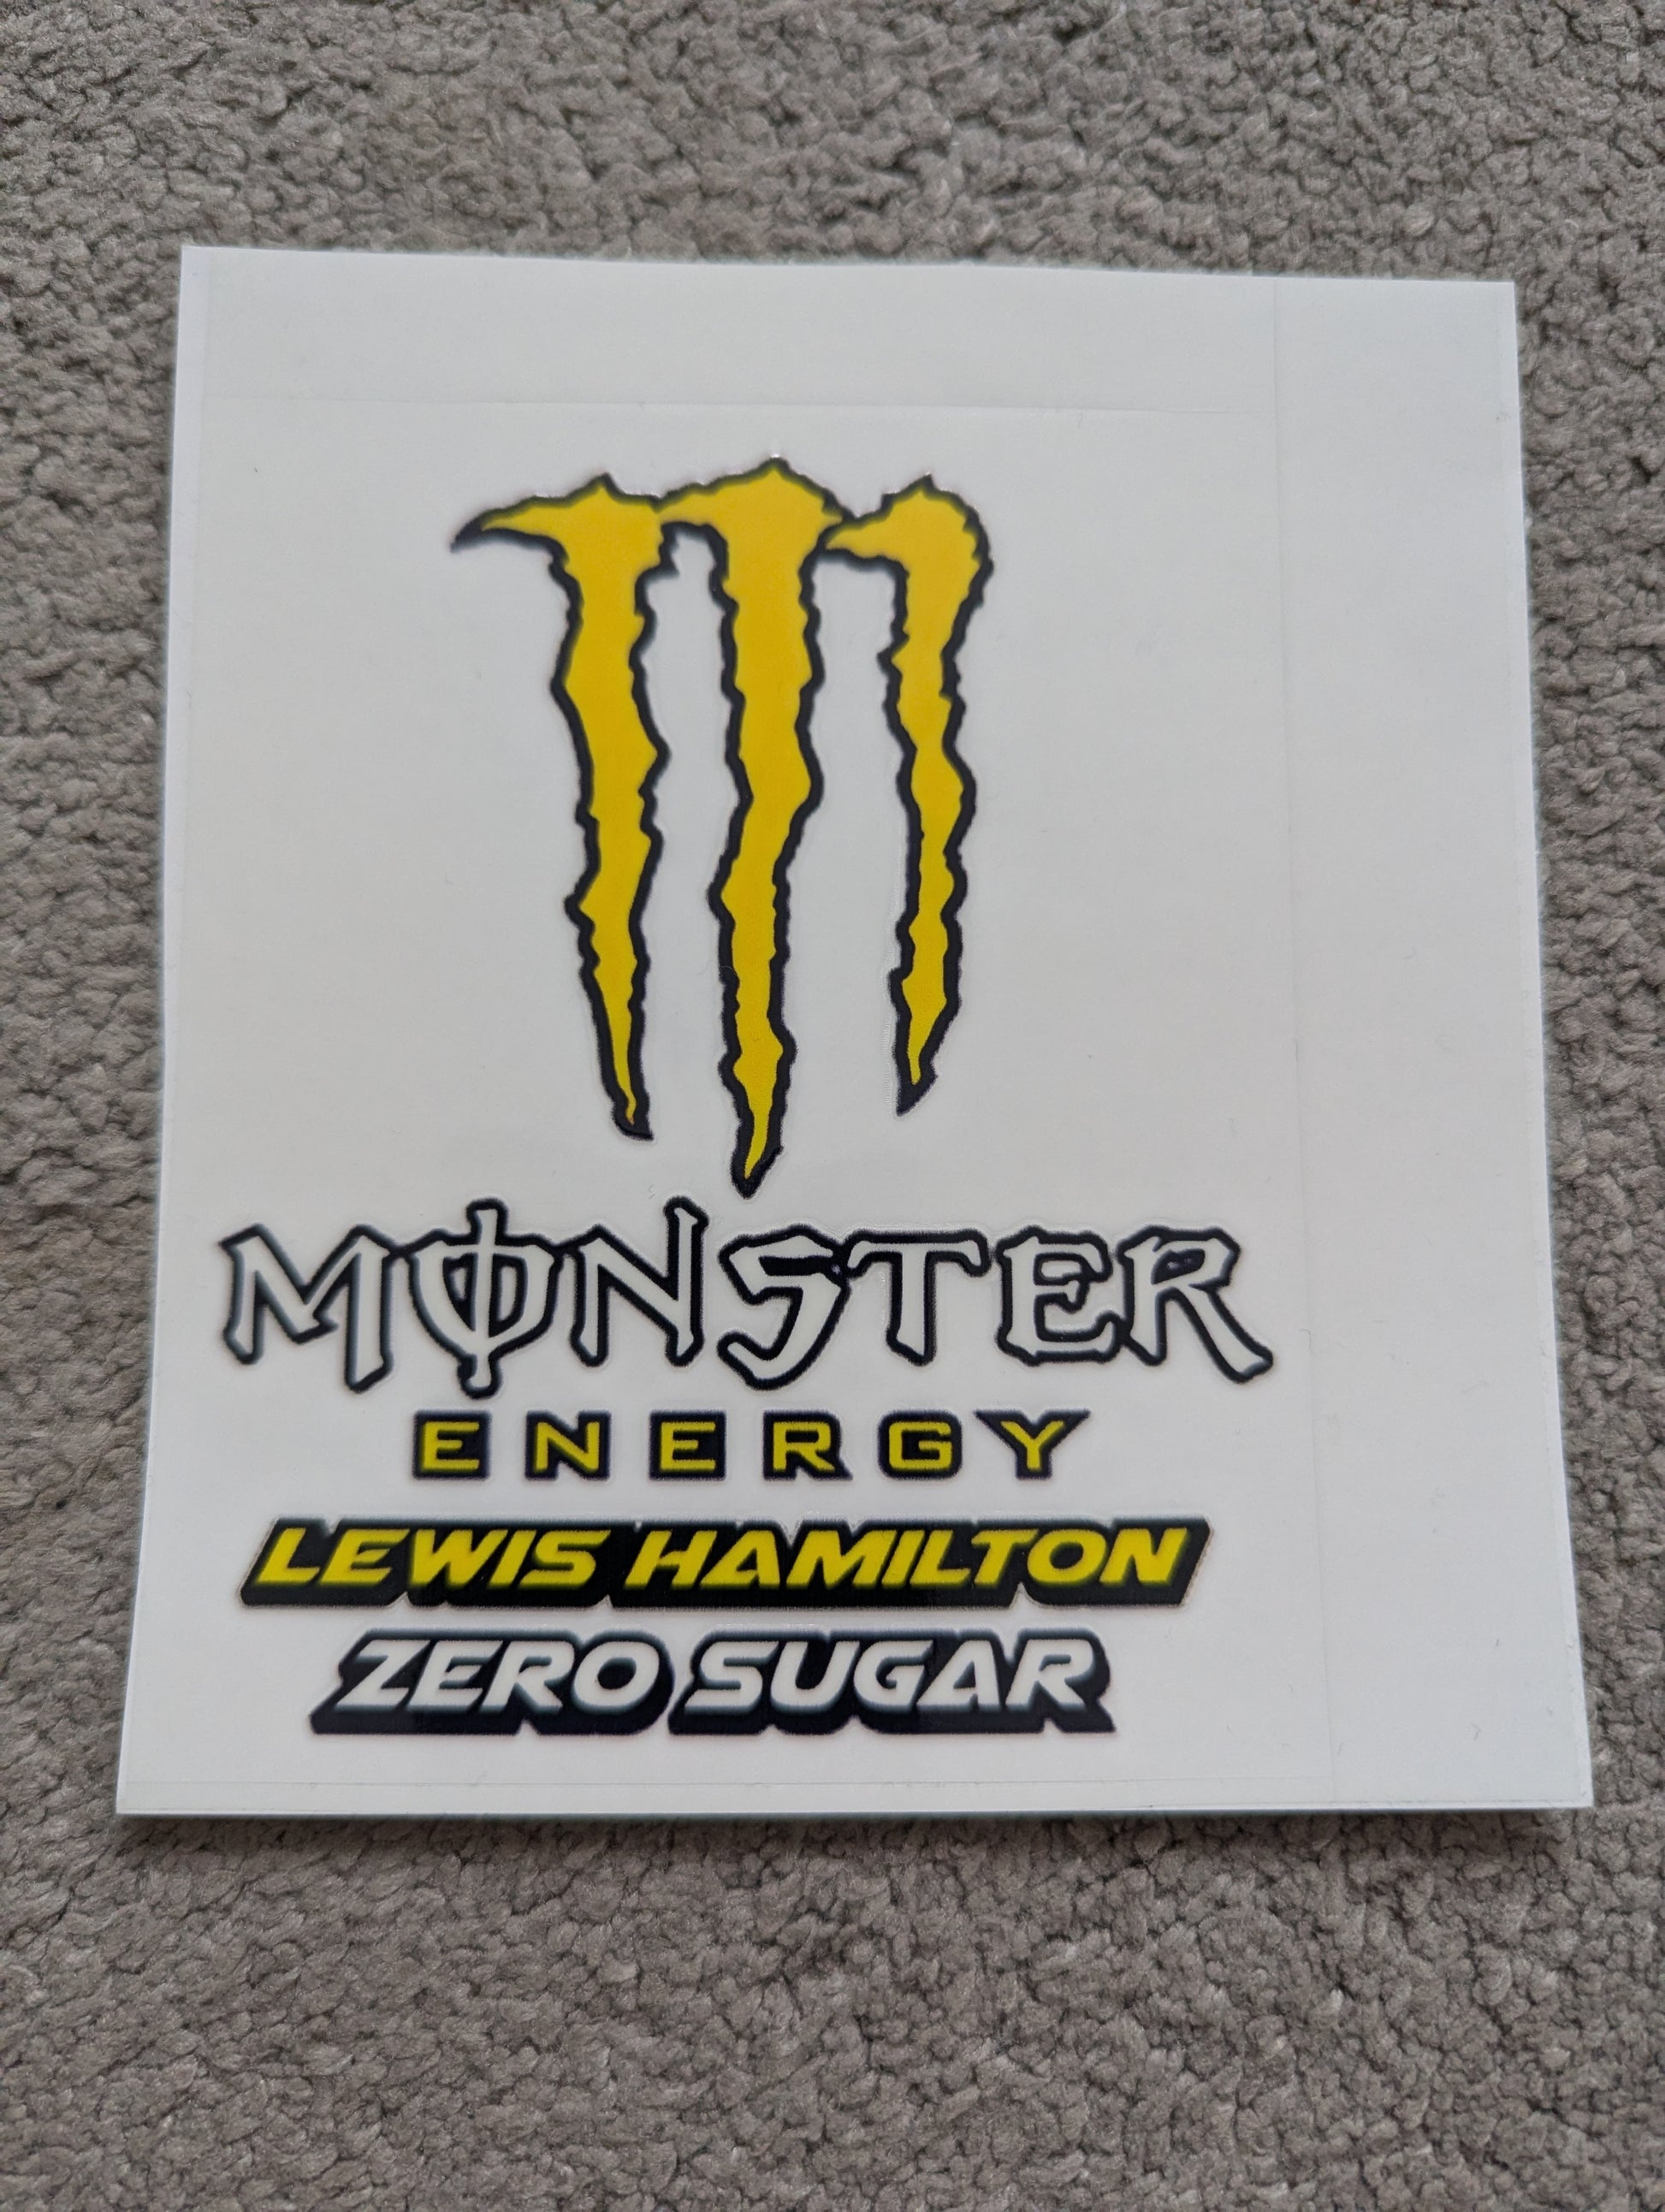 MONSTER
ENERGY
LEWIS HAMILTON
ZERO SUGAR